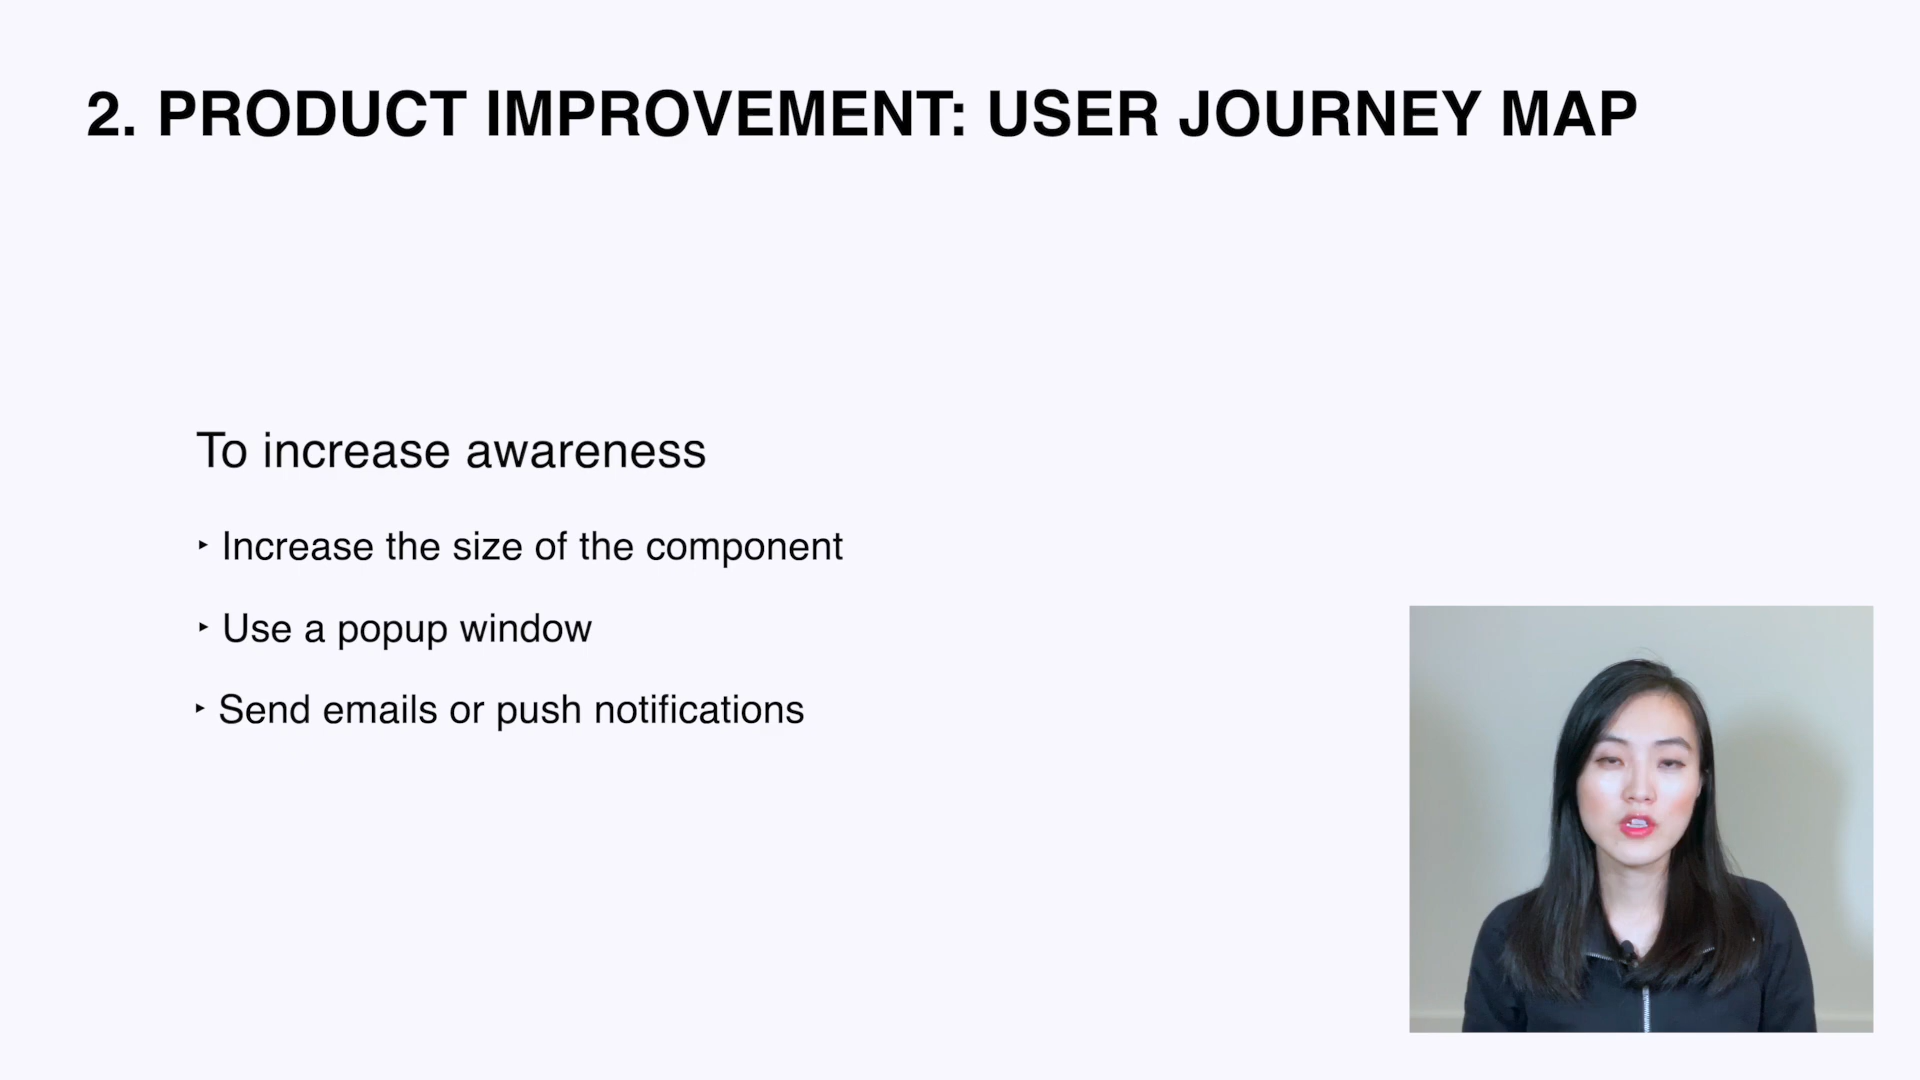 2. PRODUCT IMPROVEMENT: USER JOURNEY MAP
To increase awareness
‣ Increase the size of the component
‣ Use a popup window
‣ Send emails or push notifications